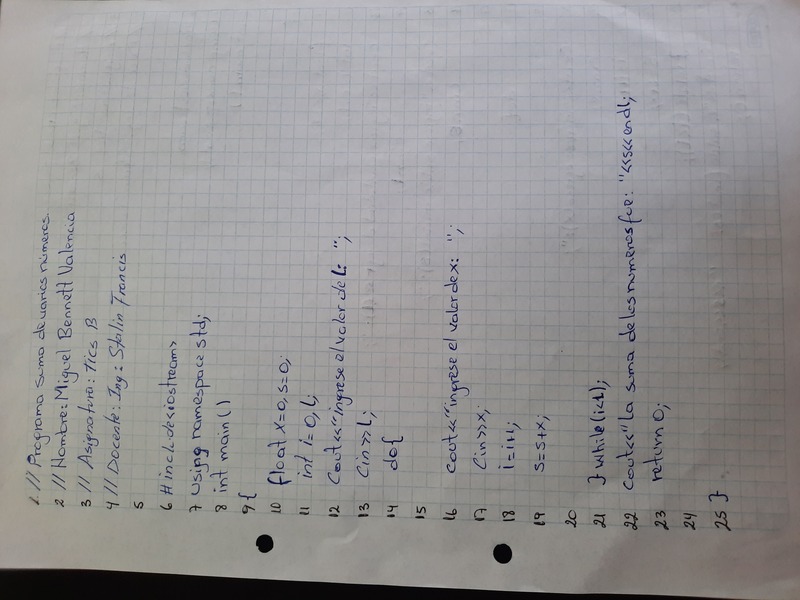 1. // Programa suma de varios números.
2 // Nombre: Miguel Bennett Valencia
3 // Asignatura: Tics B
4 // Docente: Ing: Stalin Francis
5
6 #include<iostream>
7 using namespace std;
8 int main()
9 {
10 float x=0, s=0;
11 int i=0, l;
12 Cout<<"ingrese el valor de l: ";
13 Cin>>l;
14 do{
15
16 cout<<"ingrese el valor de x: ";
17 Cin>>x;
18 i=i+1;
19 s=s+x;
20
21 } while(i<l);
22 cout<<"la suma de los numeros fue: "<<s<<endl;
23 return 0;
24
25 }